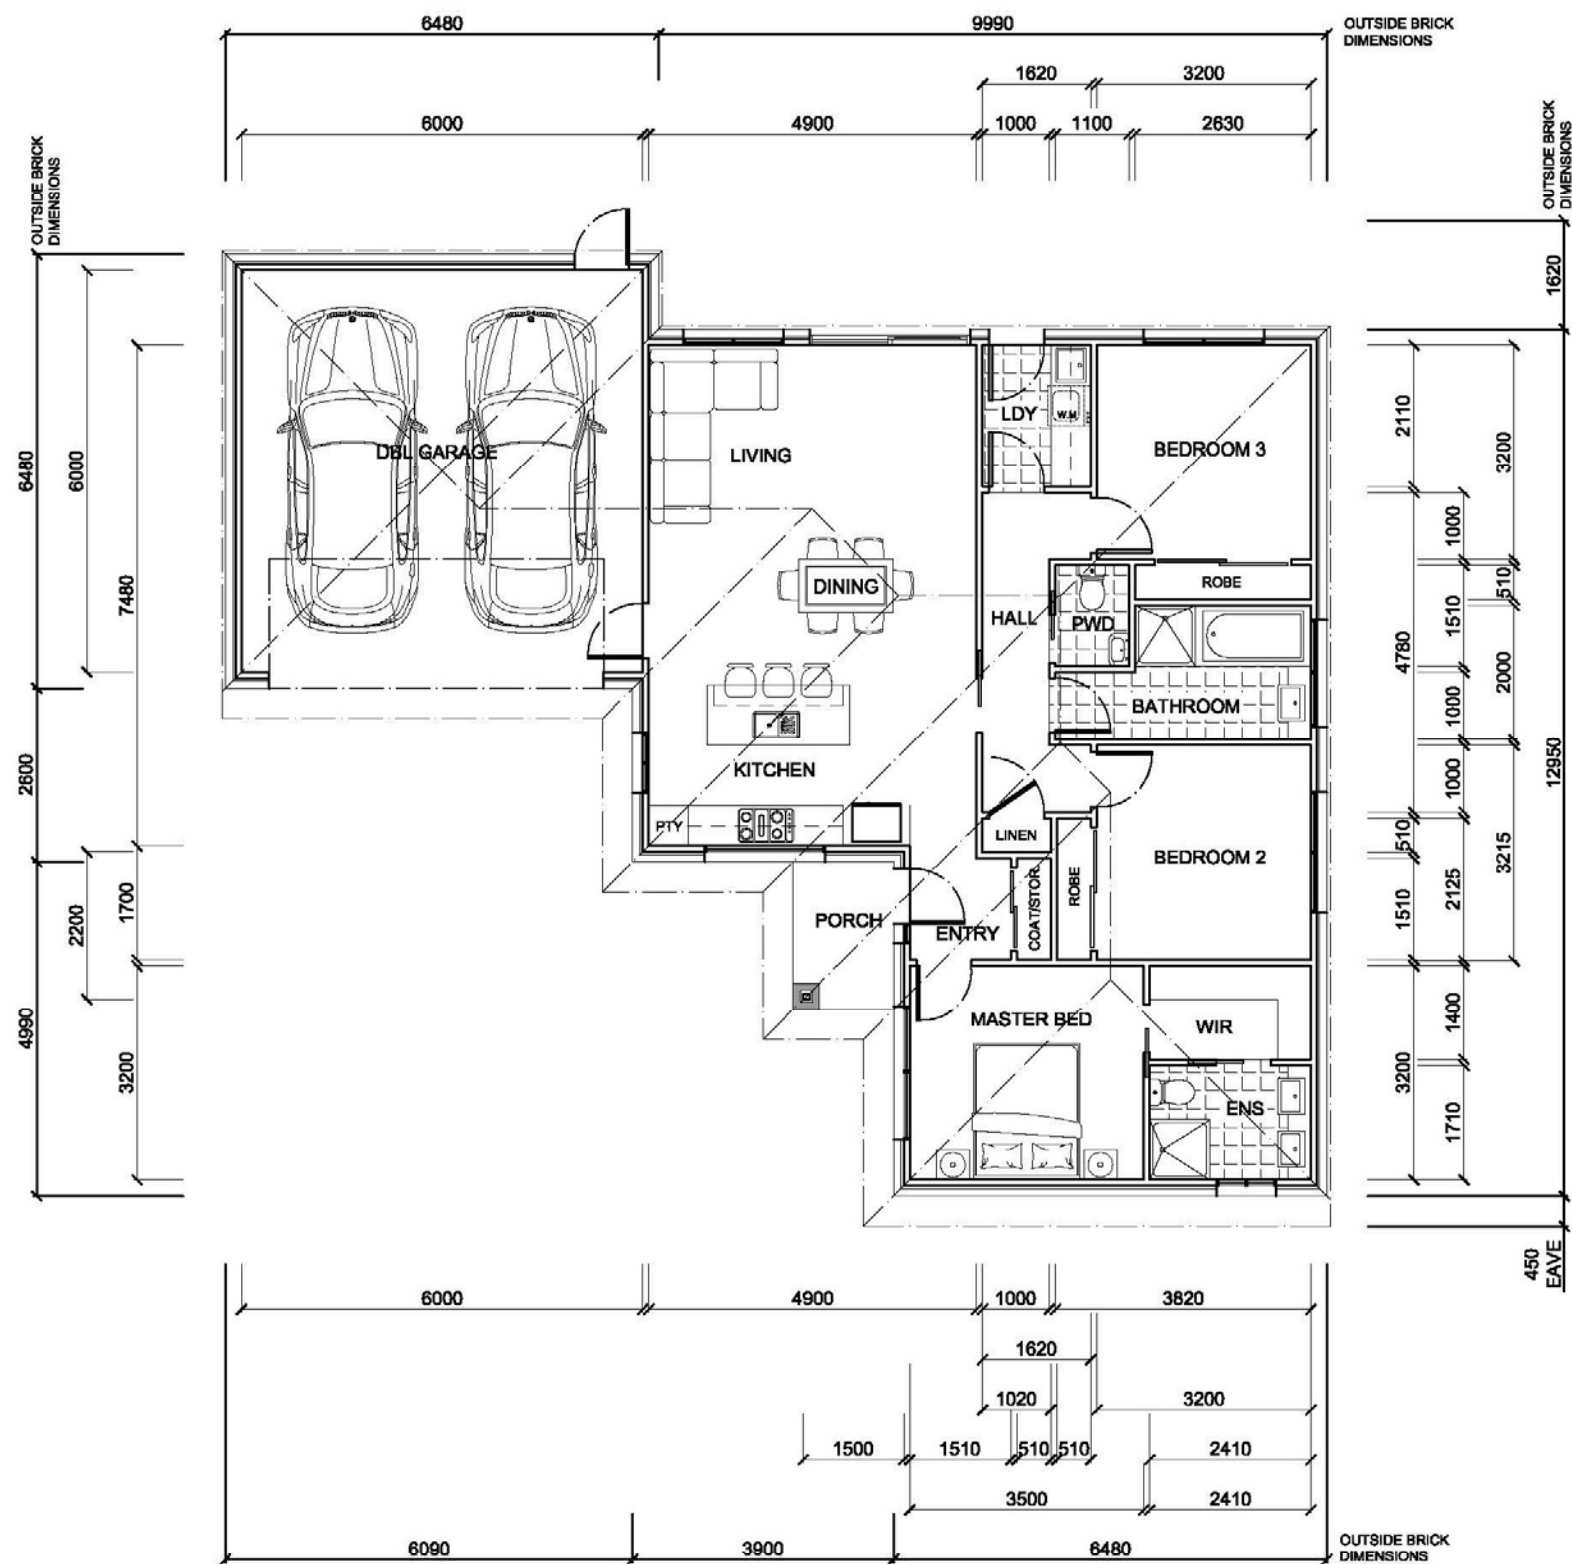 6480
9990
OUTSIDE BRICK
DIMENSIONS
1620
3200
6000
4900
1000
1100
2630
OUTSIDE BRICK
DIMENSIONS
OUTSIDE BRICK
DIMENSIONS
6480
6000
7480
2600
2200
1700
4990
3200
DBL GARAGE
LIVING
LDY
W.M
BEDROOM 3
DINING
HALL
PWD
ROBE
BATHROOM
KITCHEN
PTY
LINEN
BEDROOM 2
ROBE
COAT/STOR.
PORCH
ENTRY
MASTER BED
WIR
ENS
1620
2110
3200
1000
510
1510
4780
2000
1000
12950
1000
510
3215
2125
1510
1400
3200
1710
450
EAVE
6000
4900
1000
3820
1620
1020
3200
1500
1510
510
510
2410
3500
2410
6090
3900
6480
OUTSIDE BRICK
DIMENSIONS